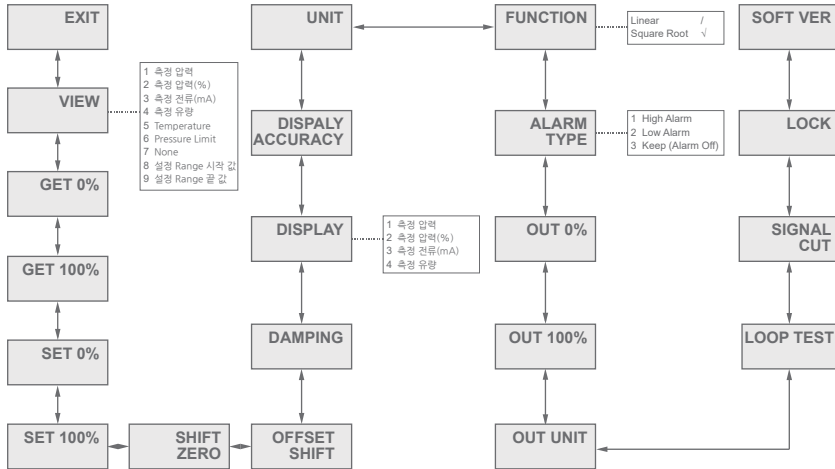 EXIT
VIEW
1 측정 압력
2 측정 압력(%)
3 측정 전류(mA)
4 측정 유량
5 Temperature
6 Pressure Limit
7 None
8 설정 Range 시작 값
9 설정 Range 끝 값
GET 0%
GET 100%
SET 0%
SET 100%
SHIFT
ZERO
OFFSET
SHIFT
DAMPING
DISPLAY
1 측정 압력
2 측정 압력(%)
3 측정 전류(mA)
4 측정 유량
DISPALY
ACCURACY
UNIT
FUNCTION
Linear /
Square Root √
ALARM
TYPE
1 High Alarm
2 Low Alarm
3 Keep (Alarm Off)
OUT 0%
OUT 100%
OUT UNIT
LOOP TEST
SIGNAL
CUT
LOCK
SOFT VER